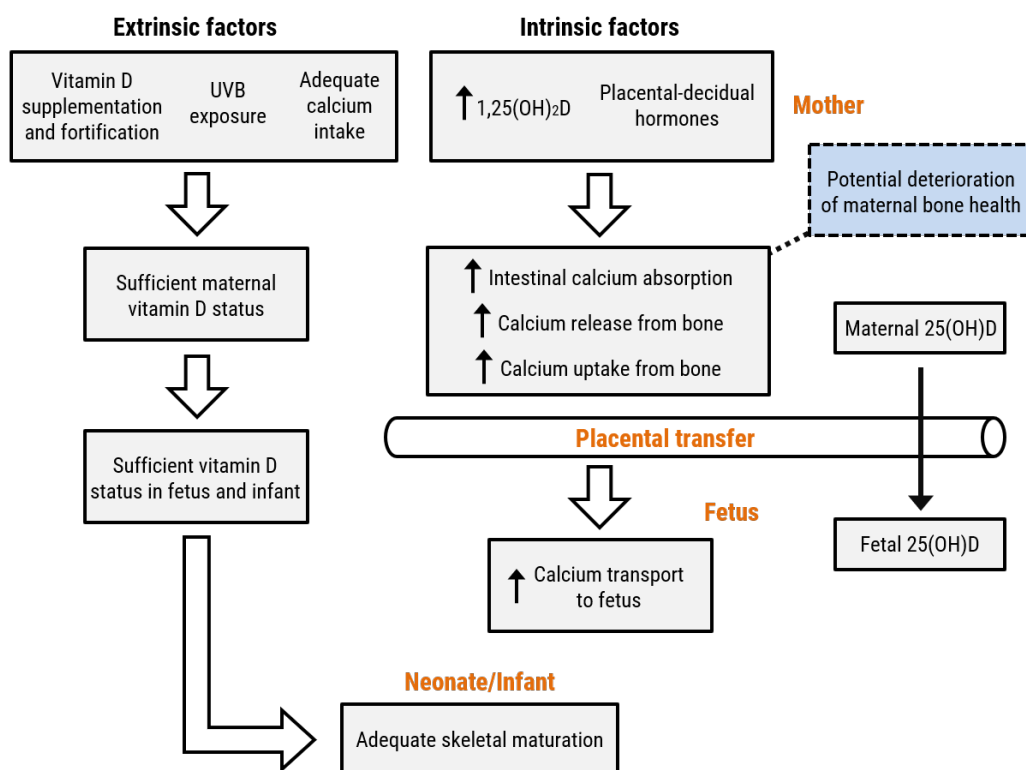 Extrinsic factors
Vitamin D
supplementation
and fortification
UVB
exposure
Adequate
calcium
intake
Sufficient maternal
vitamin D status
Sufficient vitamin D
status in fetus and infant
Intrinsic factors
↑ 1,25(OH)₂D
Placental-decidual
hormones
Mother
Potential deterioration
of maternal bone health
↑ Intestinal calcium absorption
↑ Calcium release from bone
↑ Calcium uptake from bone
Maternal 25(OH)D
Placental transfer
Fetus
Fetal 25(OH)D
↑ Calcium transport
to fetus
Neonate/Infant
Adequate skeletal maturation